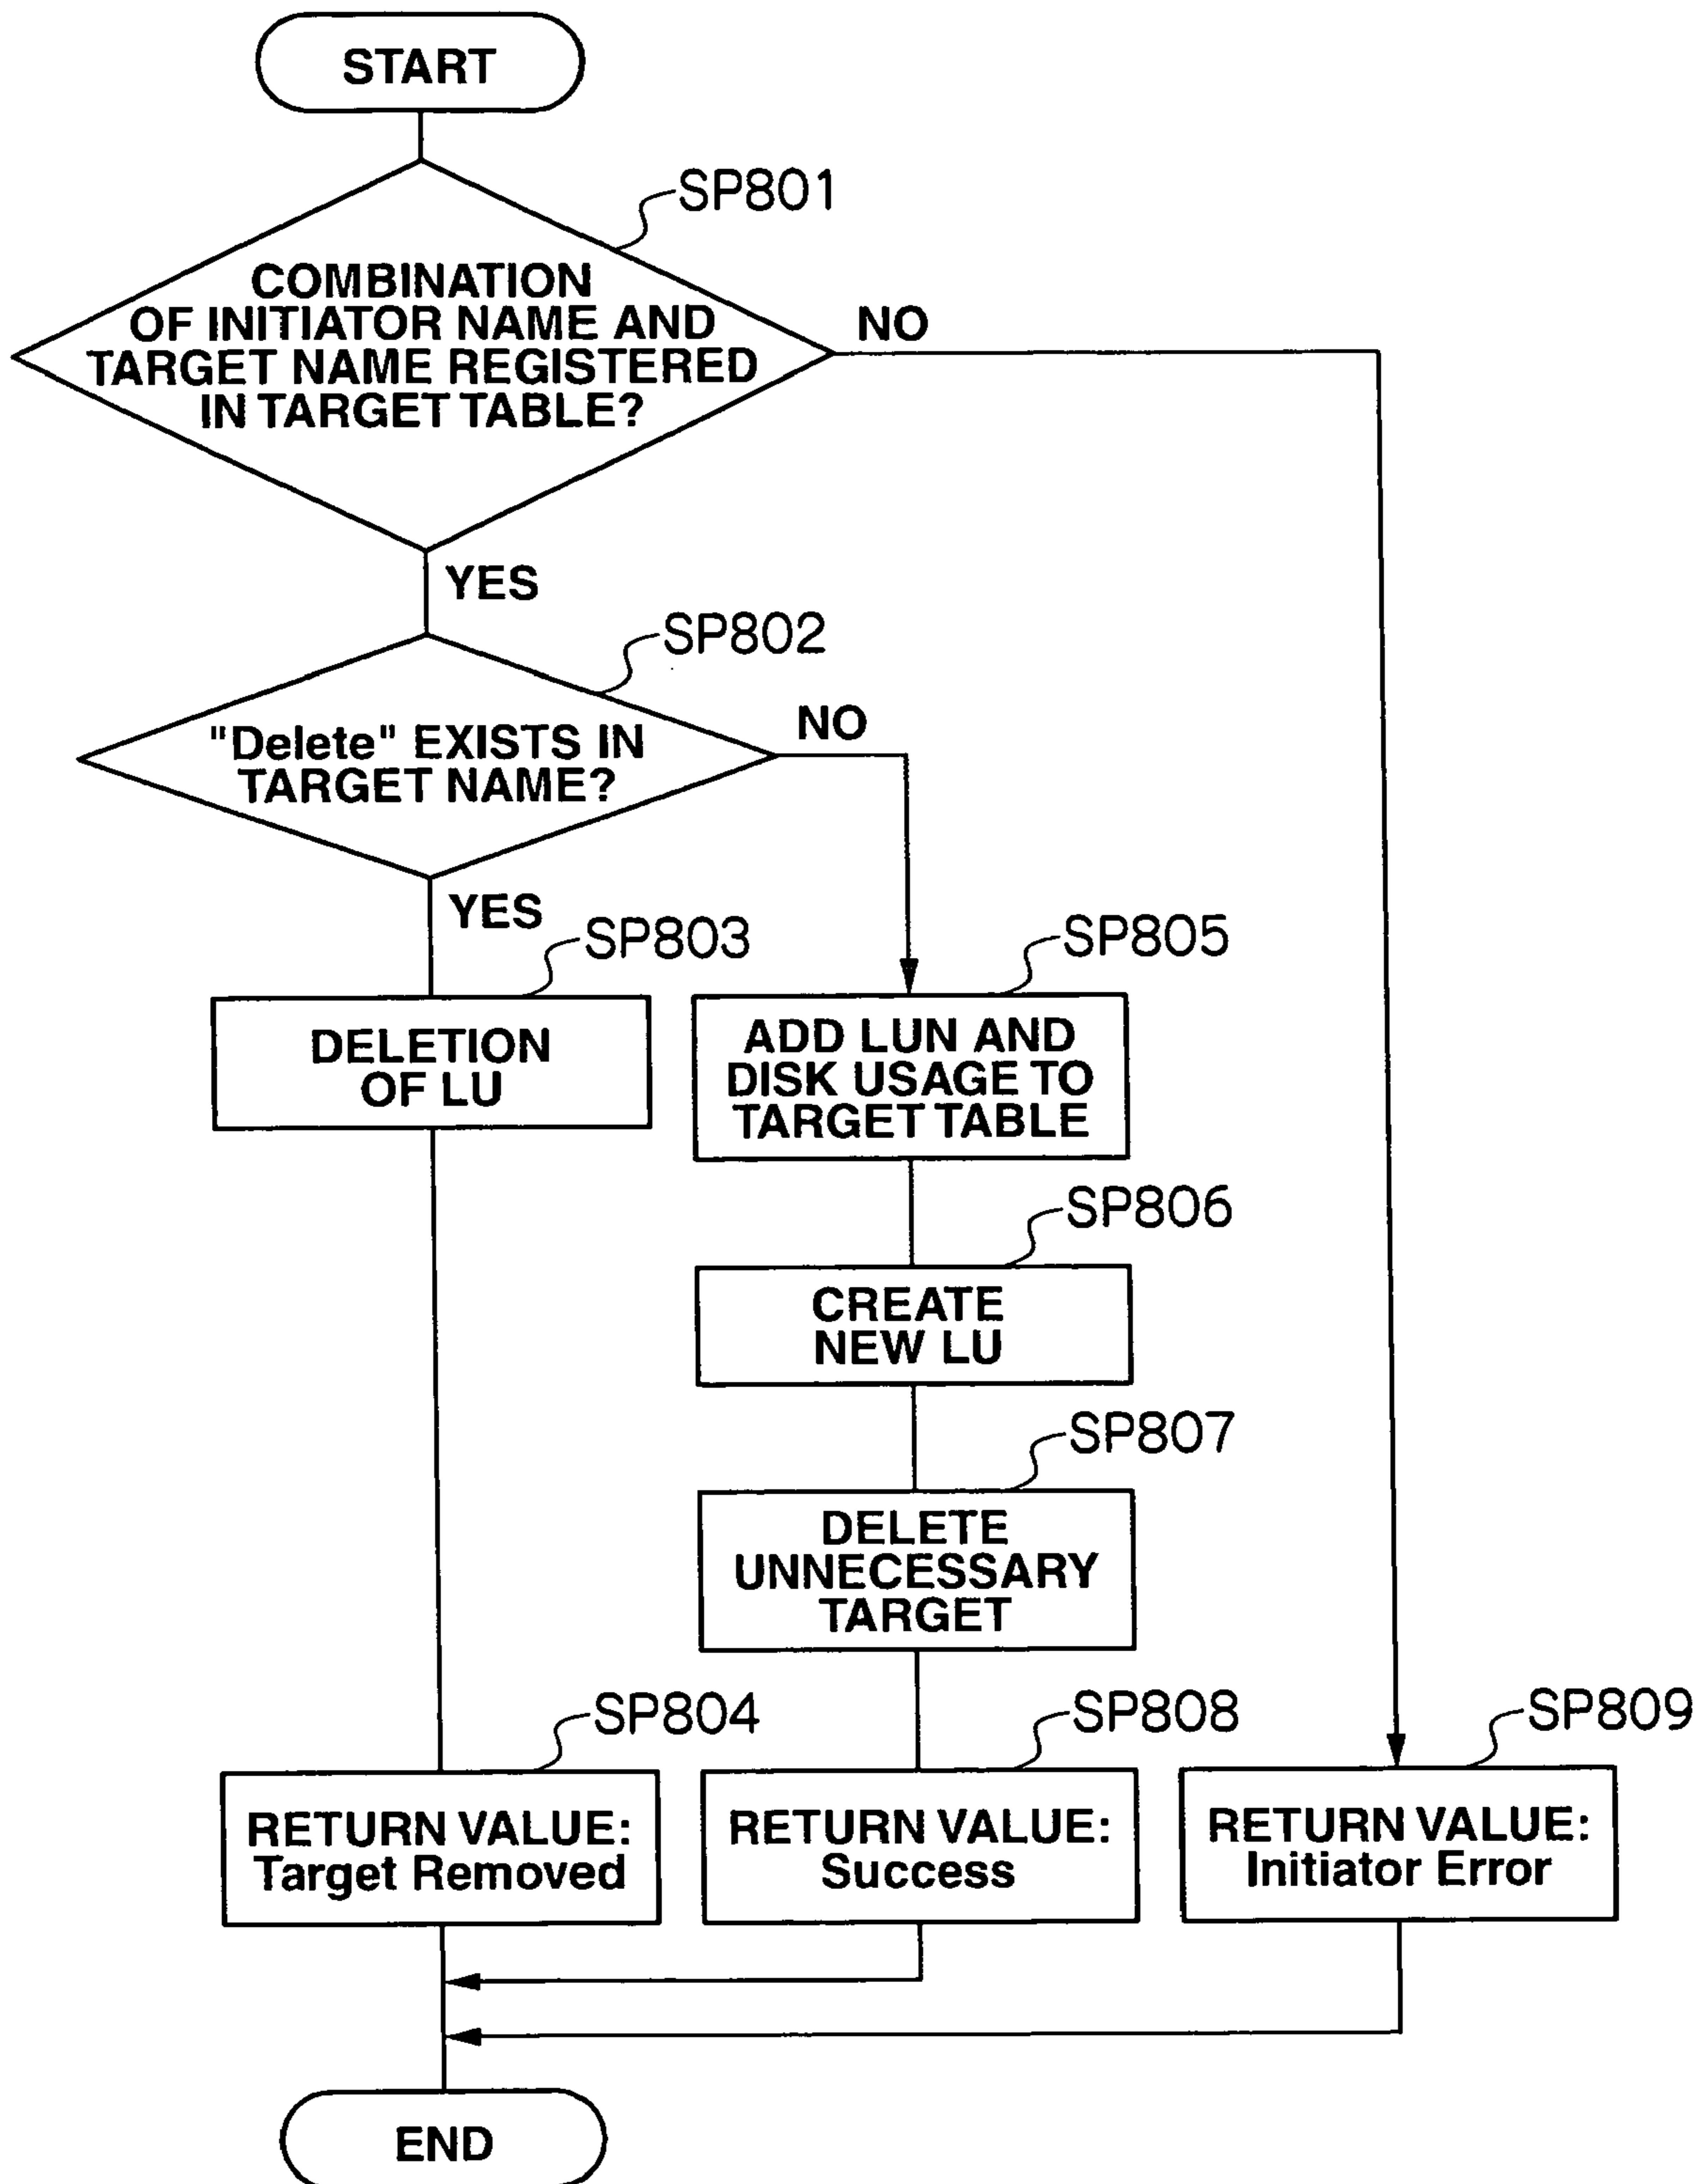 START
SP801
COMBINATION
OF INITIATOR NAME AND
TARGET NAME REGISTERED
IN TARGET TABLE?
NO
YES
SP802
"Delete" EXISTS IN
TARGET NAME?
NO
YES
SP803
DELETION
OF LU
SP805
ADD LUN AND
DISK USAGE TO
TARGET TABLE
SP806
CREATE
NEW LU
SP807
DELETE
UNNECESSARY
TARGET
SP804
RETURN VALUE:
Target Removed
SP808
RETURN VALUE:
Success
SP809
RETURN VALUE:
Initiator Error
END